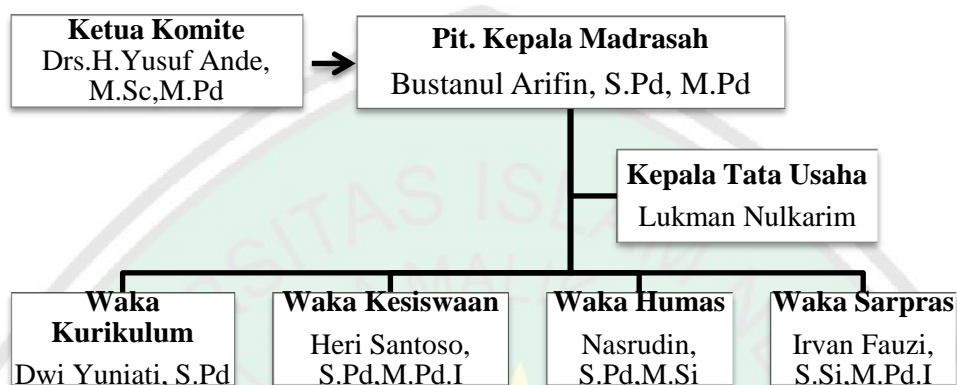 Ketua Komite
Drs.H.Yusuf Ande,
M.Sc,M.Pd
Pit. Kepala Madrasah
Bustanul Arifin, S.Pd, M.Pd
Kepala Tata Usaha
Lukman Nulkarim
Waka
Kurikulum
Dwi Yuniati, S.Pd
Waka Kesiswaan
Heri Santoso,
S.Pd,M.Pd.I
Waka Humas
Nasrudin,
S.Pd,M.Si
Waka Sarpras
Irvan Fauzi,
S.Si,M.Pd.I